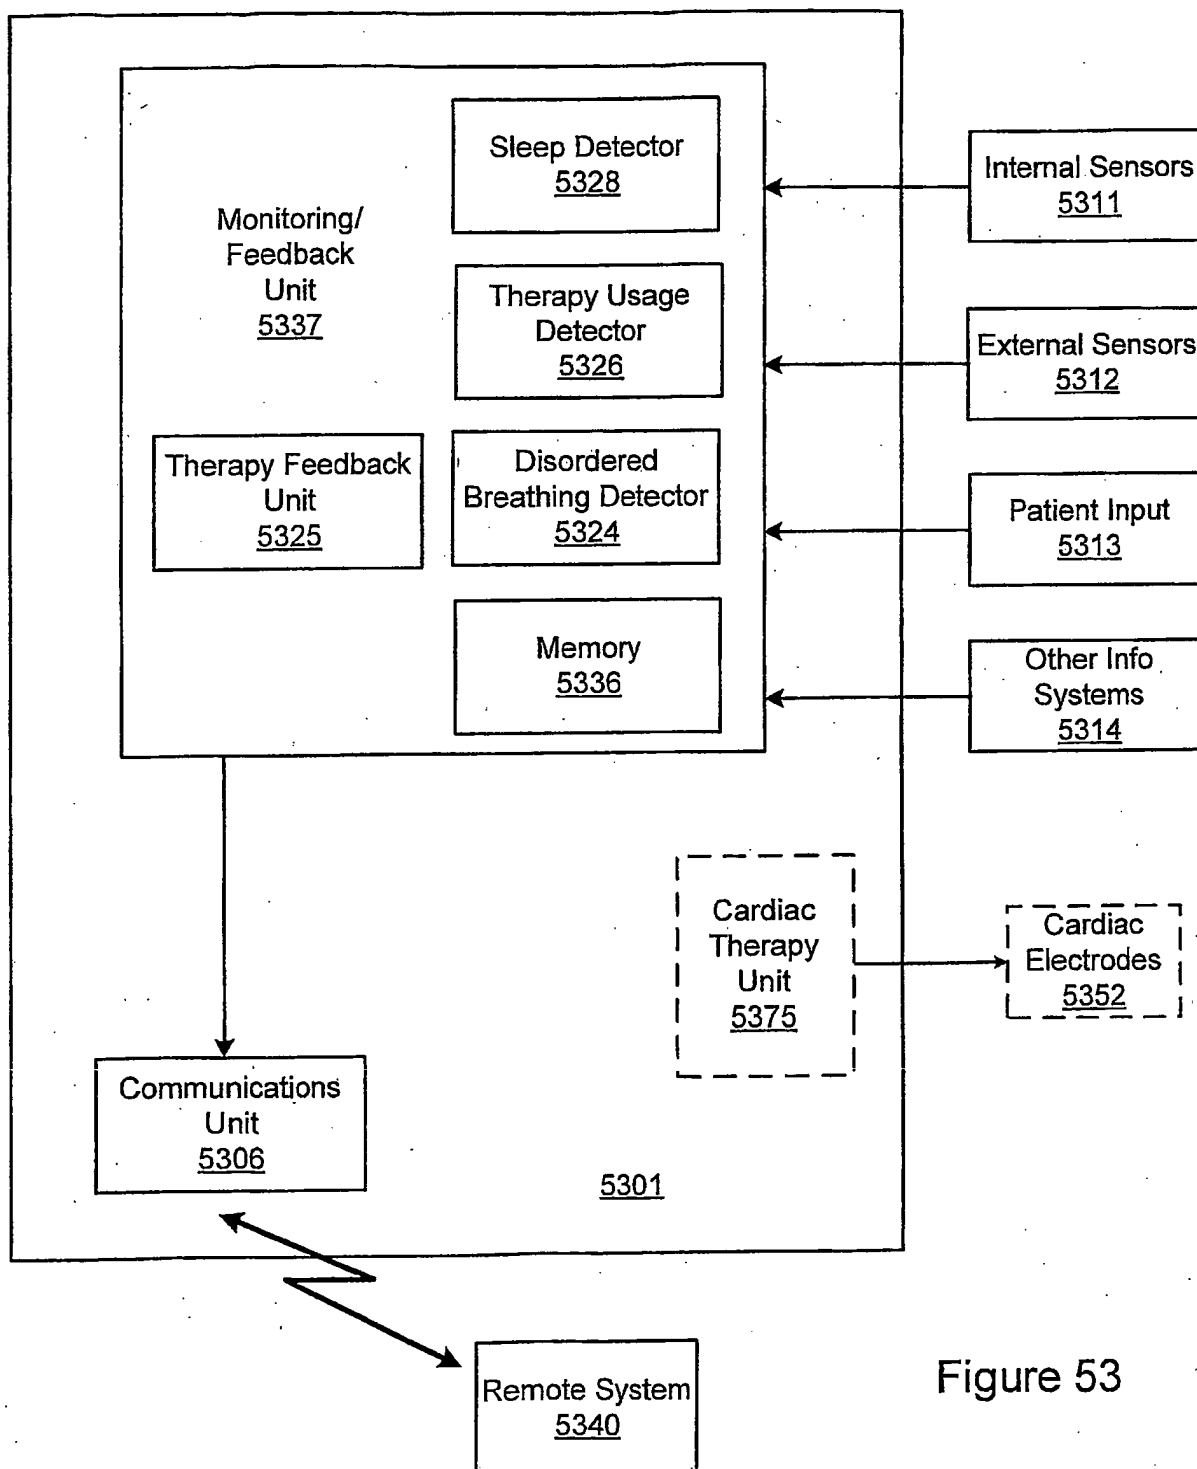 Sleep Detector
5328
Monitoring/
Feedback
Unit
5337
Therapy Usage
Detector
5326
Therapy Feedback
Unit
5325
Disordered
Breathing Detector
5324
Memory
5336
Internal Sensors
5311
External Sensors
5312
Patient Input
5313
Other Info
Systems
5314
Cardiac
Therapy
Unit
5375
Cardiac
Electrodes
5352
Communications
Unit
5306
5301
Remote System
5340
Figure 53